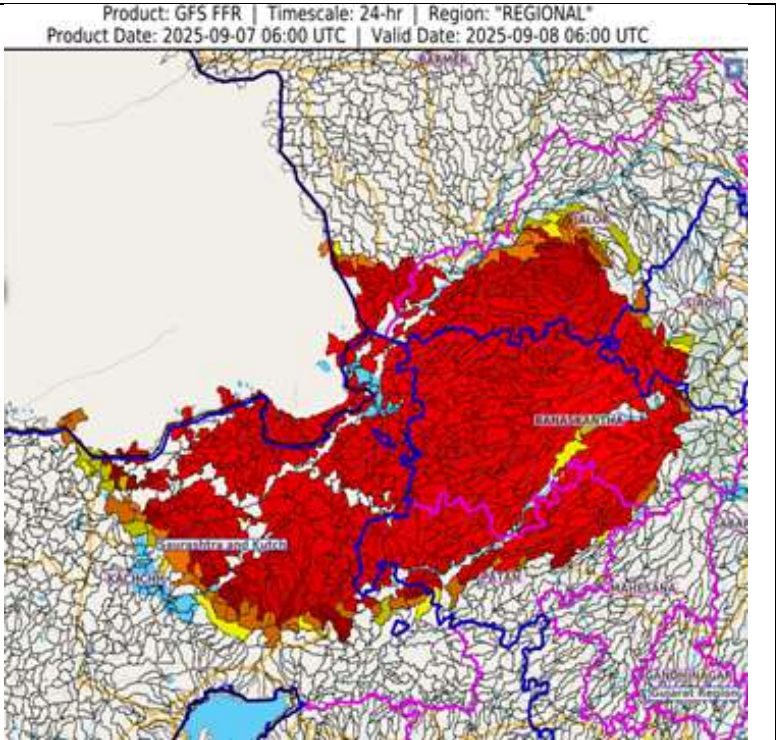 Product: GFS FFR | Timescale: 24-hr | Region: "REGIONAL"
Product Date: 2025-09-07 06:00 UTC | Valid Date: 2025-09-08 06:00 UTC
BARMER
JALOR
SIROHI
BANASKANTHA
Saurashtra and Kutch
KACHCHH
PATAN
MAHESANA
GANDHINAGAR
Gujarat Region